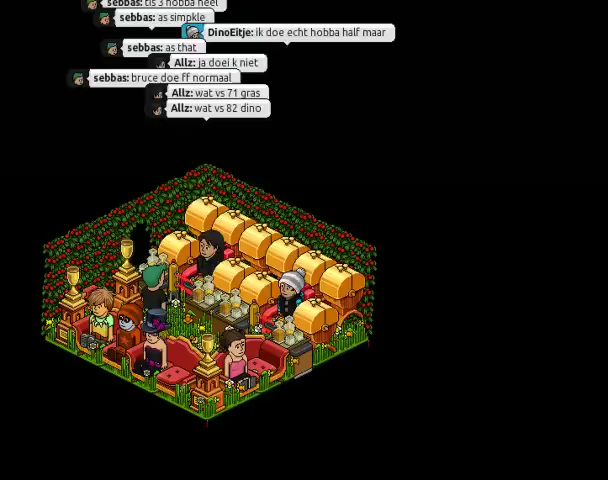 sebbas: tis 3 hobba heel
sebbas: as simpkle
DinoEitje: ik doe echt hobba half maar
sebbas: as that
Allz: ja doei k niet
sebbas: bruce doe ff normaal
Allz: wat vs 71 gras
Allz: wat vs 82 dino